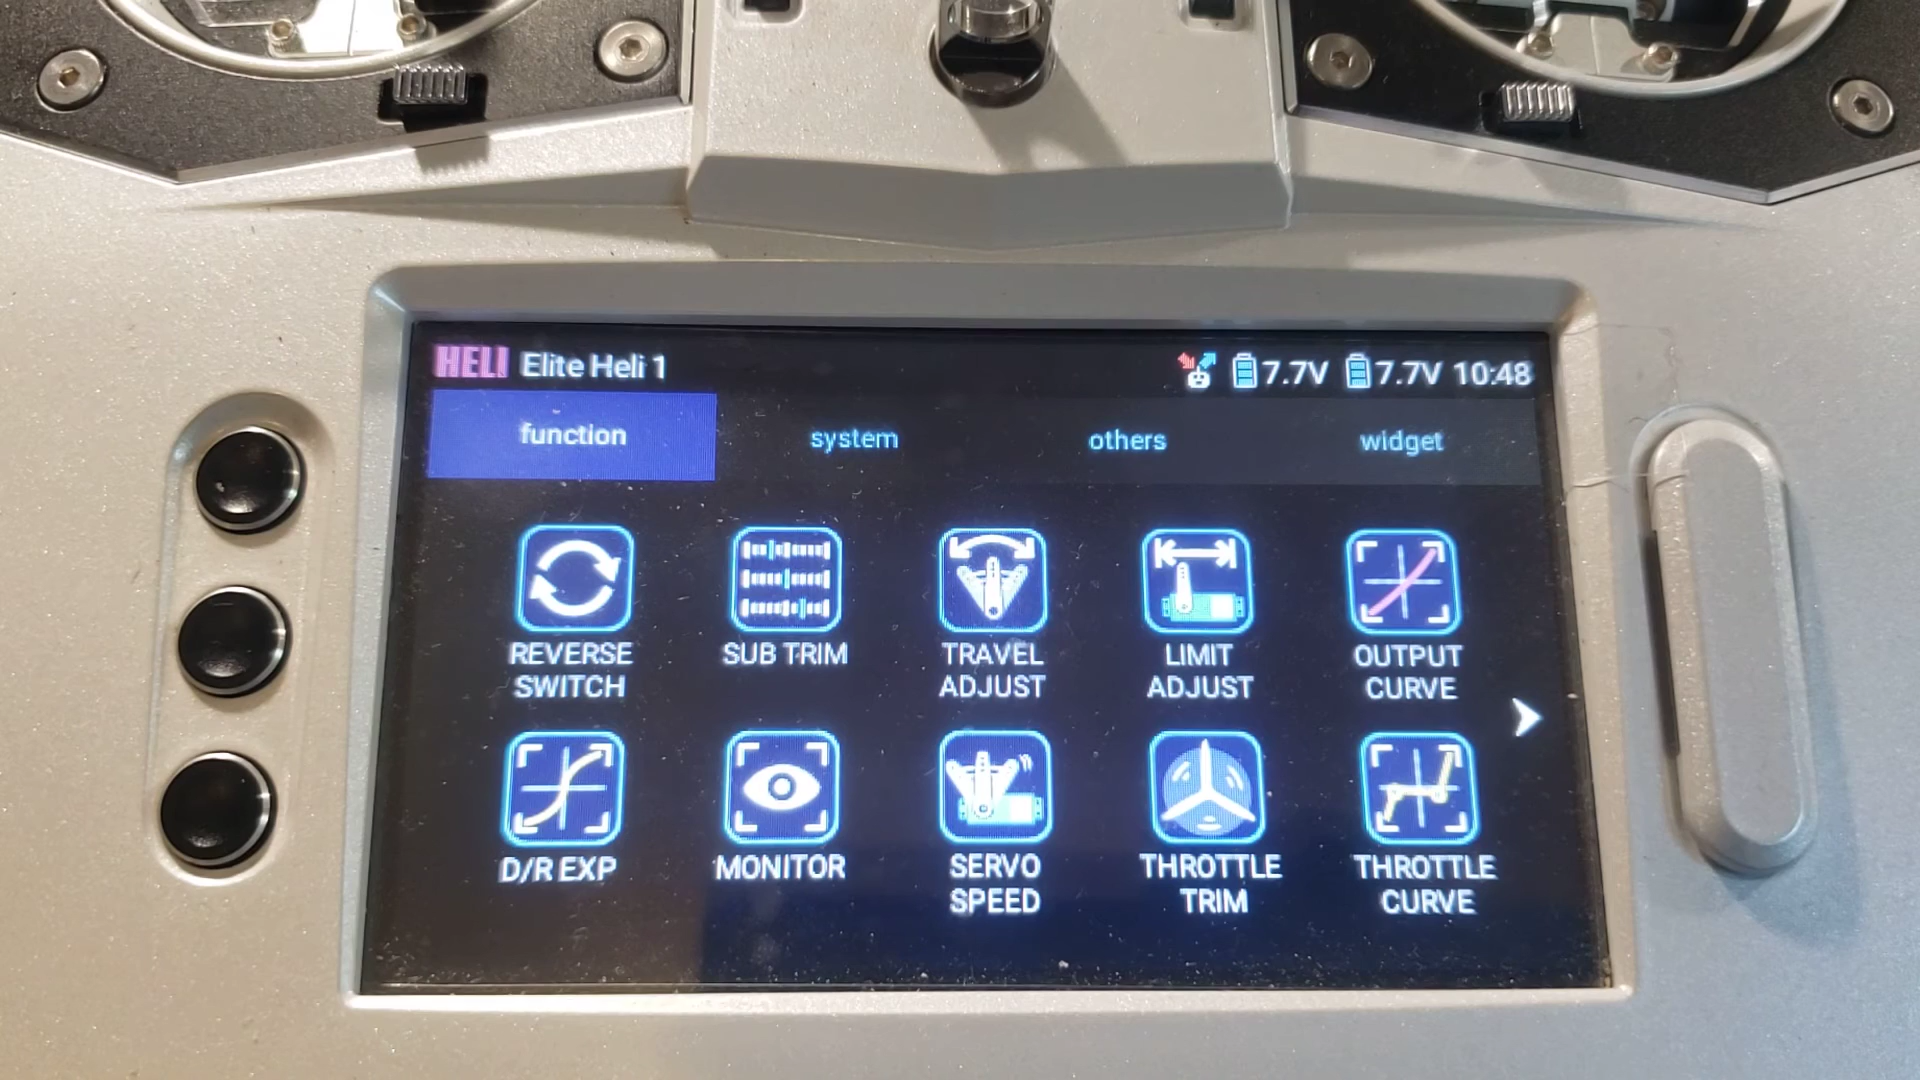 HELI Elite Heli 1 7.7V 7.7V 10:48
function system others widget
REVERSE SWITCH
SUB TRIM
TRAVEL ADJUST
LIMIT ADJUST
OUTPUT CURVE
D/R EXP
MONITOR
SERVO SPEED
THROTTLE TRIM
THROTTLE CURVE